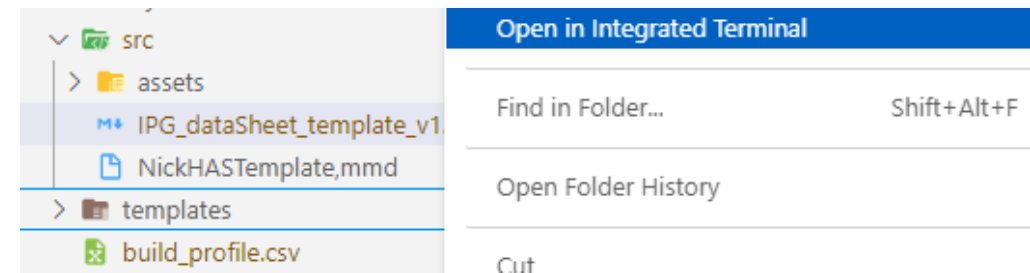 src
assets
IPG_dataSheet_template_v1.
NickHASTemplate,mmd
templates
build_profile.csv
Open in Integrated Terminal
Find in Folder... Shift+Alt+F
Open Folder History
Cut